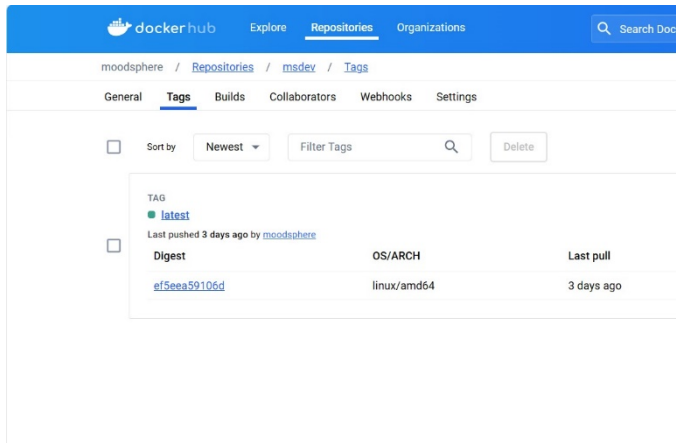 dockerhub Explore Repositories Organizations Search Doc
moodsphere / Repositories / msdev / Tags
General Tags Builds Collaborators Webhooks Settings
Sort by Newest Filter Tags Delete
TAG
latest
Last pushed 3 days ago by moodsphere
Digest OS/ARCH Last pull
ef5eea59106d linux/amd64 3 days ago